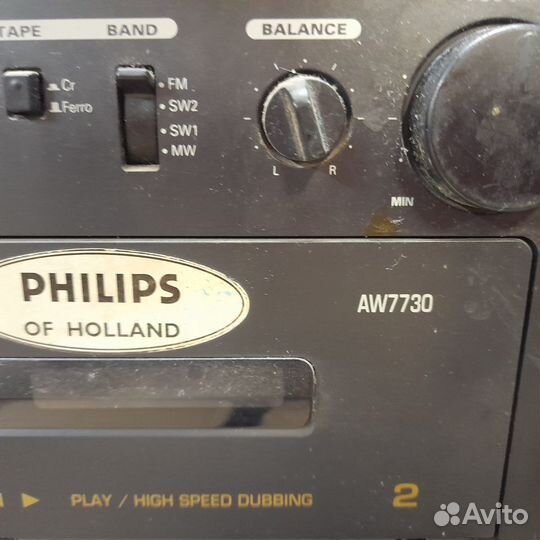 TAPE BAND BALANCE
Cr
Ferro
FM
SW2
SW1
MW
L R
MIN
PHILIPS
OF HOLLAND
AW7730
PLAY / HIGH SPEED DUBBING 2
Avito